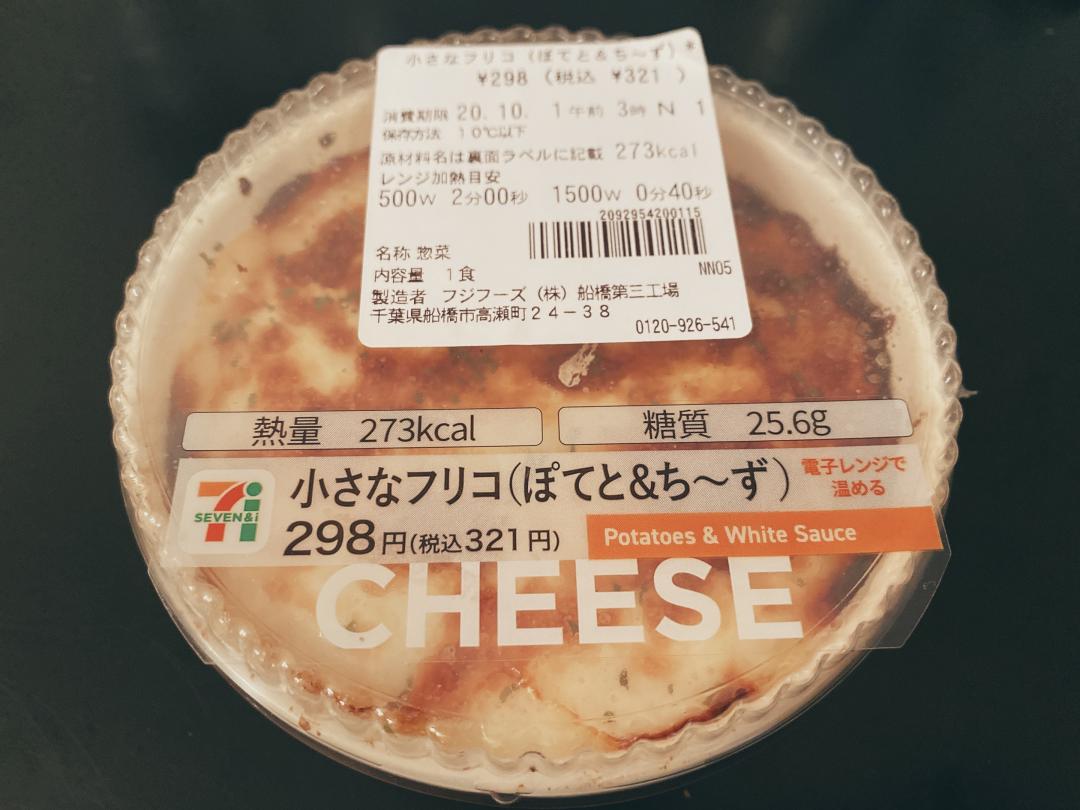 小さなフリコ(ぽてと&ち～ず)*
¥298 (税込 ¥321 )
消費期限 20.10. 1午前 3時 N 1
保存方法 10℃以下
原材料名は裏面ラベルに記載 273kcal
レンジ加熱目安
500W 2分00秒 1500W 0分40秒
2092954200115
名称 惣菜
内容量 1食
NN05
製造者 フジフーズ(株)船橋第三工場
千葉県船橋市高瀬町24-38
0120-926-541
熱量 273kcal
糖質 25.6g
SEVEN&i
小さなフリコ(ぽてと&ち～ず)
電子レンジで
温める
298円(税込321円)
Potatoes & White Sauce
CHEESE